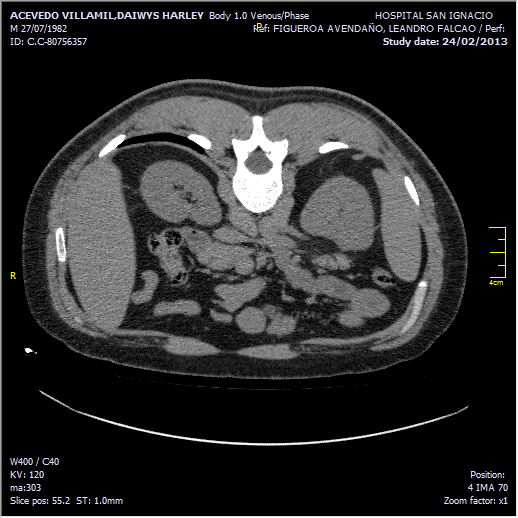 ACEVEDO VILLAMIL,DAIWYS HARLEY Body 1.0 Venous/Phase
HOSPITAL SAN IGNACIO
M 27/07/1982
Ref: FIGUEROA AVENDAÑO, LEANDRO FALCAO / Perf:
ID: C.C-80756357
Study date: 24/02/2013
R
4cm
W400 / C40
KV: 120
ma:303
Slice pos: 55.2 ST: 1.0mm
Position:
4 IMA 70
Zoom factor: x1